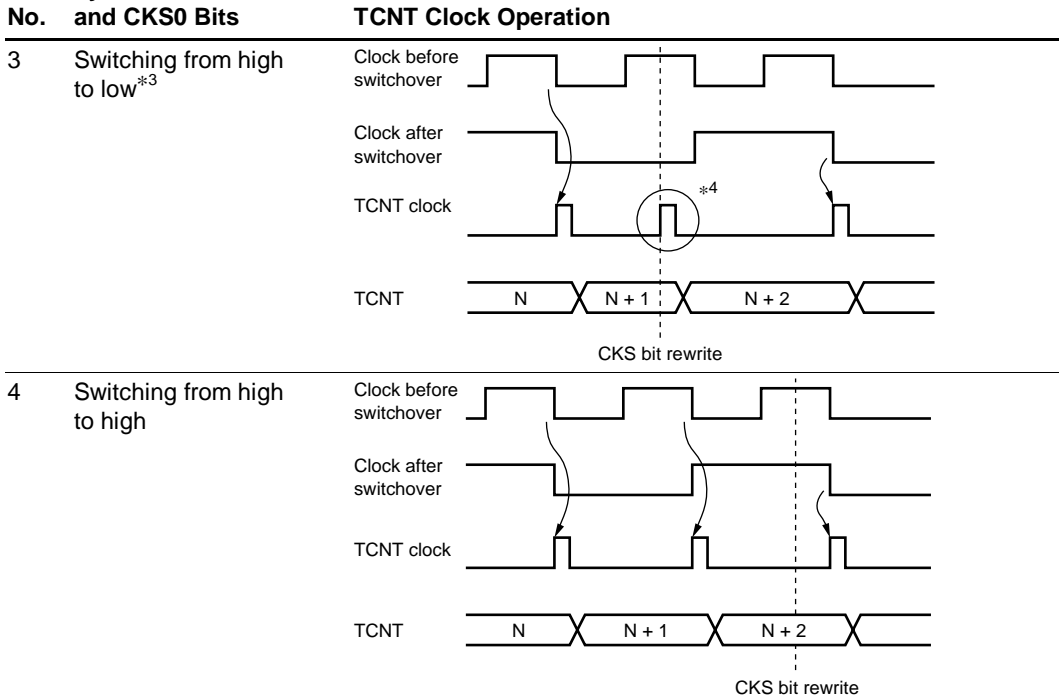 No. and CKS0 Bits TCNT Clock Operation
3 Switching from high to low*3
Clock before switchover
Clock after switchover
*4
TCNT clock
TCNT N N + 1 N + 2
CKS bit rewrite
4 Switching from high to high
Clock before switchover
Clock after switchover
TCNT clock
TCNT N N + 1 N + 2
CKS bit rewrite